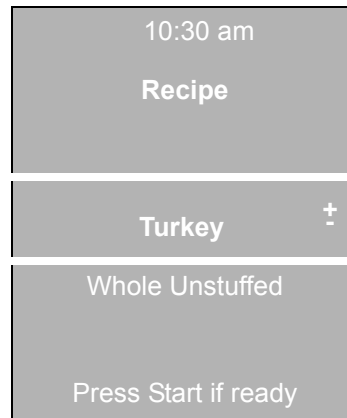 10:30 am
Recipe
+
Turkey
-
Whole Unstuffed
Press Start if ready